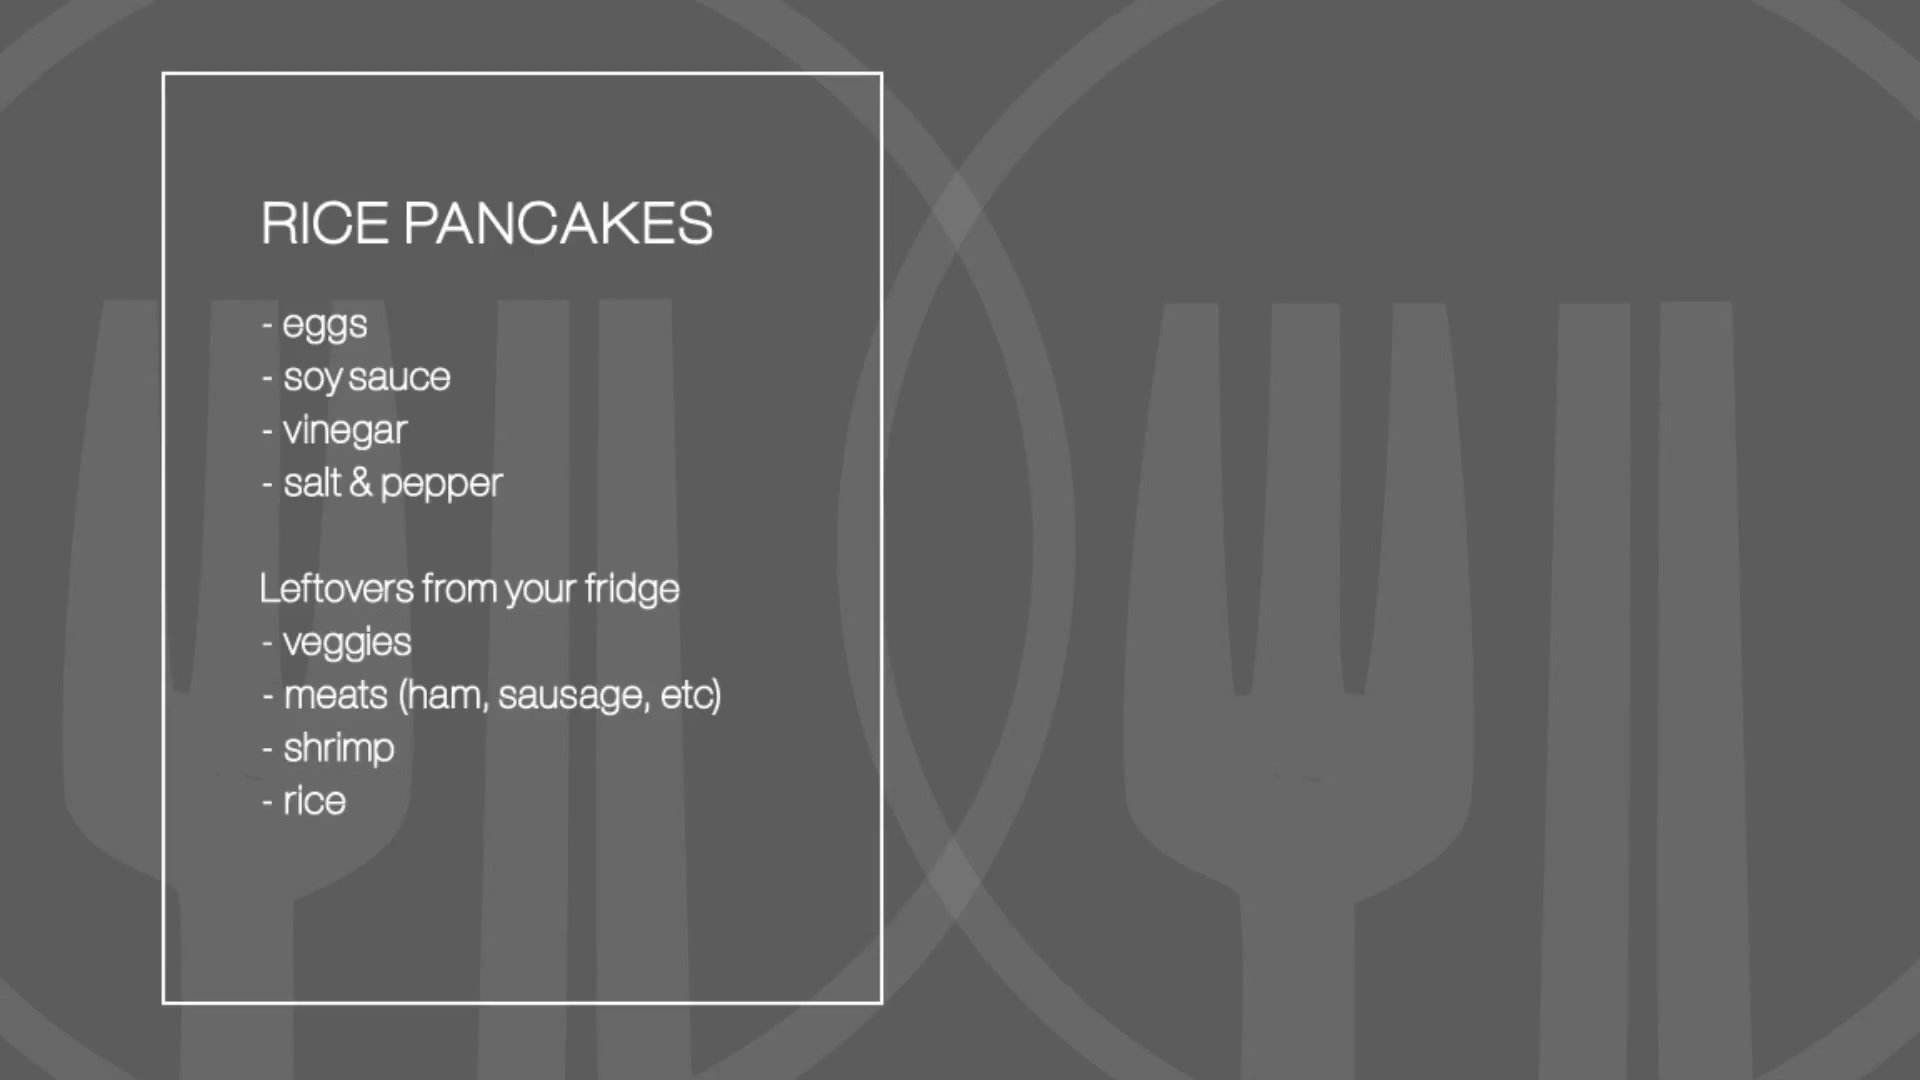 RICE PANCAKES
- eggs
- soy sauce
- vinegar
- salt & pepper
Leftovers from your fridge
- veggies
- meats (ham, sausage, etc)
- shrimp
- rice